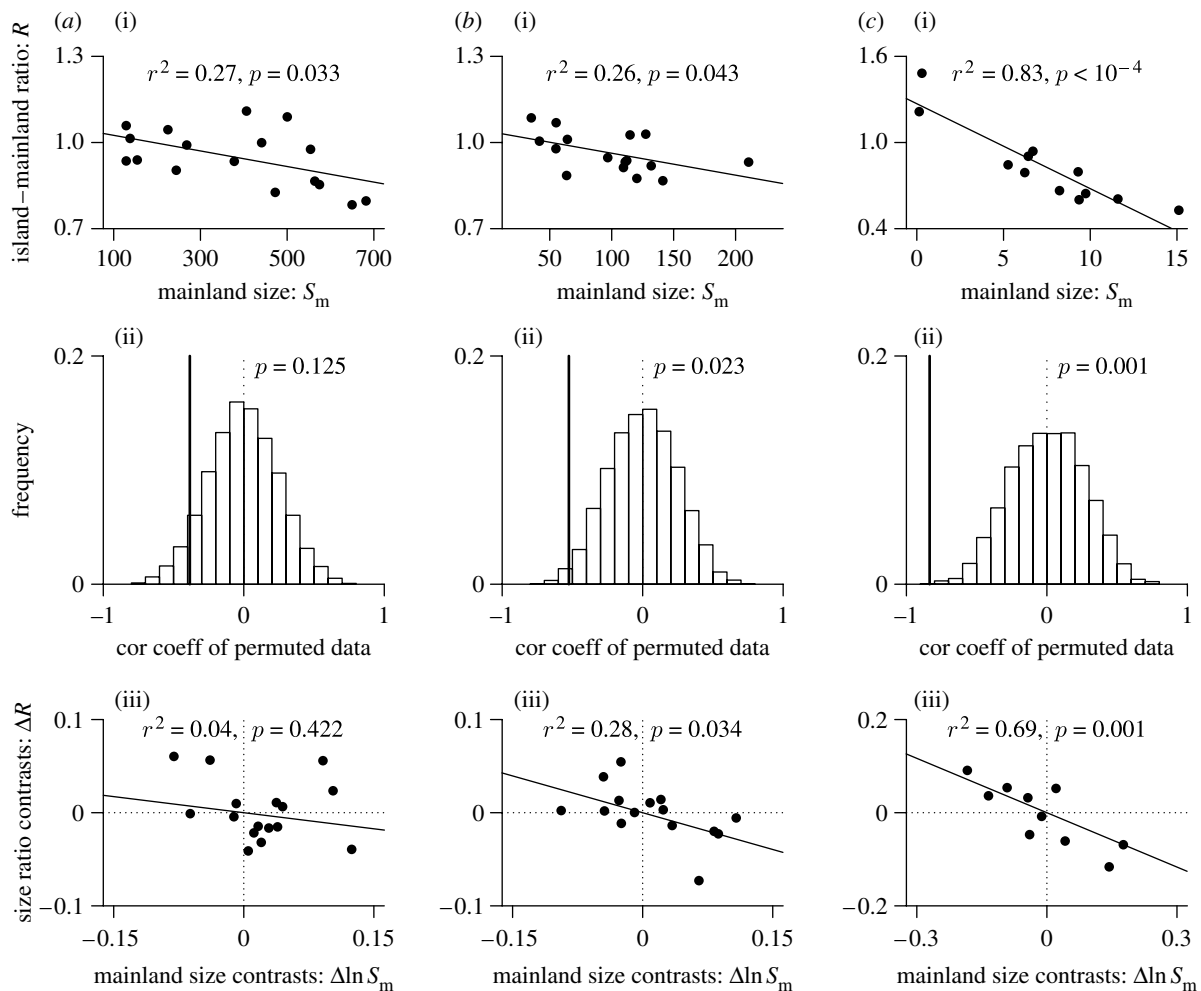 (a) (i)
island–mainland ratio: R
1.3
1.0
0.7
r² = 0.27, p = 0.033
100 300 500 700
mainland size: Sm
(b) (i)
1.3
1.0
0.7
r² = 0.26, p = 0.043
50 100 150 200
mainland size: Sm
(c) (i)
1.6
1.0
0.4
r² = 0.83, p < 10⁻⁴
0 5 10 15
mainland size: Sm
(ii)
frequency
0.2
0
p = 0.125
−1 0 1
cor coeff of permuted data
(ii)
0.2
0
p = 0.023
−1 0 1
cor coeff of permuted data
(ii)
0.2
0
p = 0.001
−1 0 1
cor coeff of permuted data
(iii)
size ratio contrasts: ΔR
0.1
0
−0.1
r² = 0.04, p = 0.422
−0.15 0 0.15
mainland size contrasts: Δln Sm
(iii)
0.1
0
−0.1
r² = 0.28, p = 0.034
−0.15 0 0.15
mainland size contrasts: Δln Sm
(iii)
0.2
0
−0.2
r² = 0.69, p = 0.001
−0.3 0 0.3
mainland size contrasts: Δln Sm